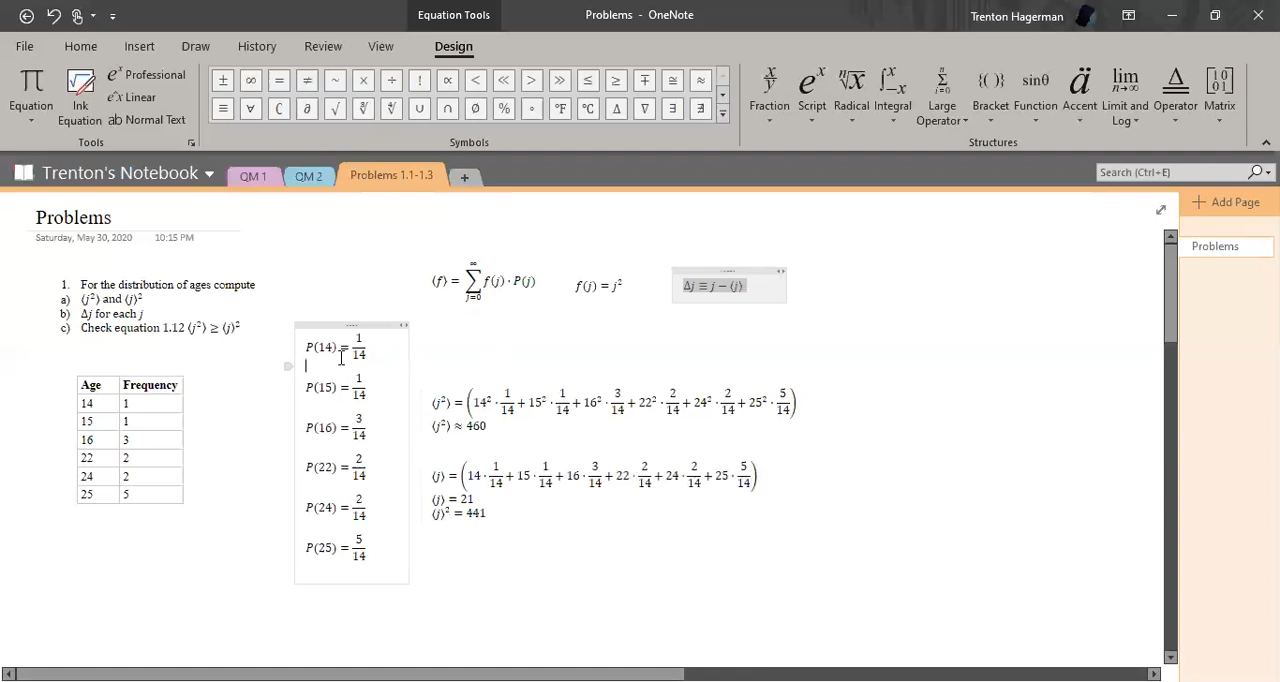 Equation Tools
Problems - OneNote
Trenton Hagerman
File Home Insert Draw History Review View Design
π Equation
Ink Equation
eˣ Professional
eˣ Linear
ab Normal Text
Tools
± ∞ = ≠ ~ × ÷ ! ∝ < ≪ > ≫ ≤ ≥ ∓ ≅ ≈
≡ ∀ ∁ ∂ √ ∛ ∜ ∪ ∩ ∅ % ° °F °C ∆ ∇ ∃ ∄
Symbols
Fraction Script Radical Integral Large Operator Bracket Function Accent Limit and Log Operator Matrix
Structures
Trenton's Notebook
QM 1
QM 2
Problems 1.1-1.3
Search (Ctrl+E)
Add Page
Problems
Problems
Saturday, May 30, 2020 10:15 PM
1. For the distribution of ages compute
a) ⟨j²⟩ and ⟨j⟩²
b) Δj for each j
c) Check equation 1.12 ⟨j²⟩ ≥ ⟨j⟩²
⟨f⟩ = ∑_{j=0}^{∞} f(j) · P(j)
f(j) = j²
Δj ≡ j − ⟨j⟩
Age Frequency
14 1
15 1
16 3
22 2
24 2
25 5
P(14) = 1/14
P(15) = 1/14
P(16) = 3/14
P(22) = 2/14
P(24) = 2/14
P(25) = 5/14
⟨j²⟩ = (14² · 1/14 + 15² · 1/14 + 16² · 3/14 + 22² · 2/14 + 24² · 2/14 + 25² · 5/14)
⟨j²⟩ ≈ 460
⟨j⟩ = (14 · 1/14 + 15 · 1/14 + 16 · 3/14 + 22 · 2/14 + 24 · 2/14 + 25 · 5/14)
⟨j⟩ = 21
⟨j⟩² = 441